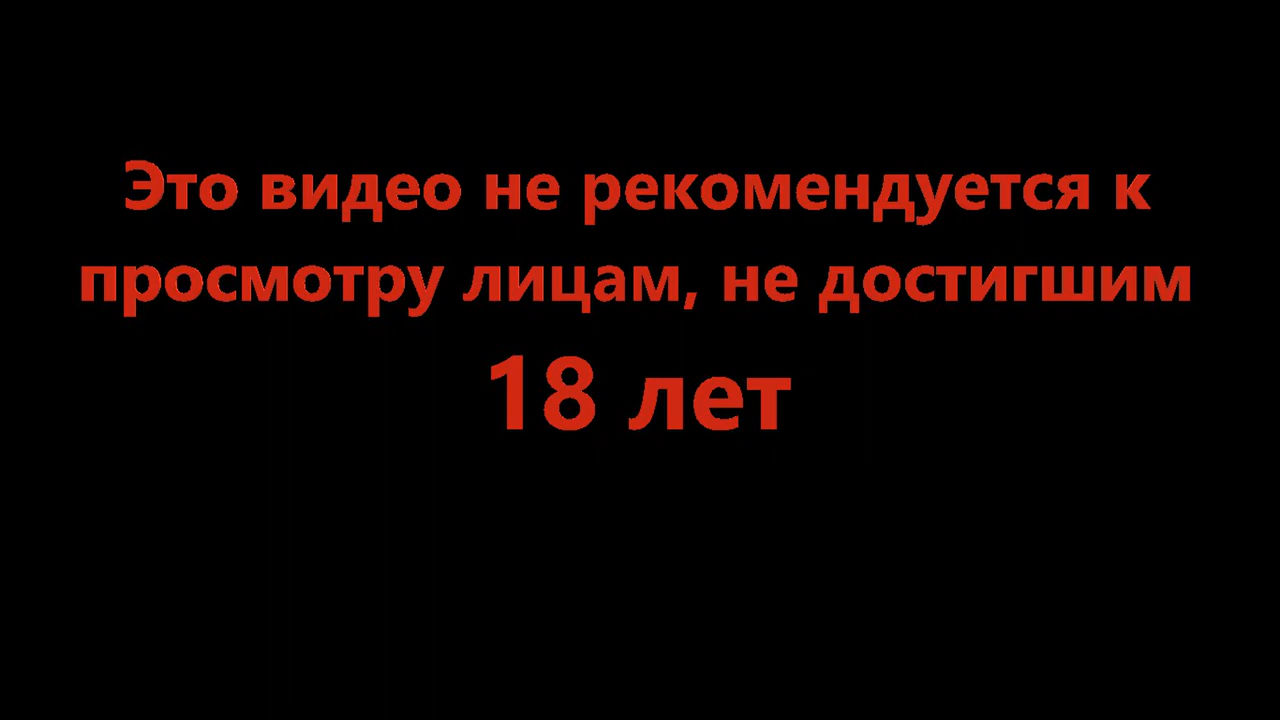 Это видео не рекомендуется к
просмотру лицам, не достигшим
18 лет